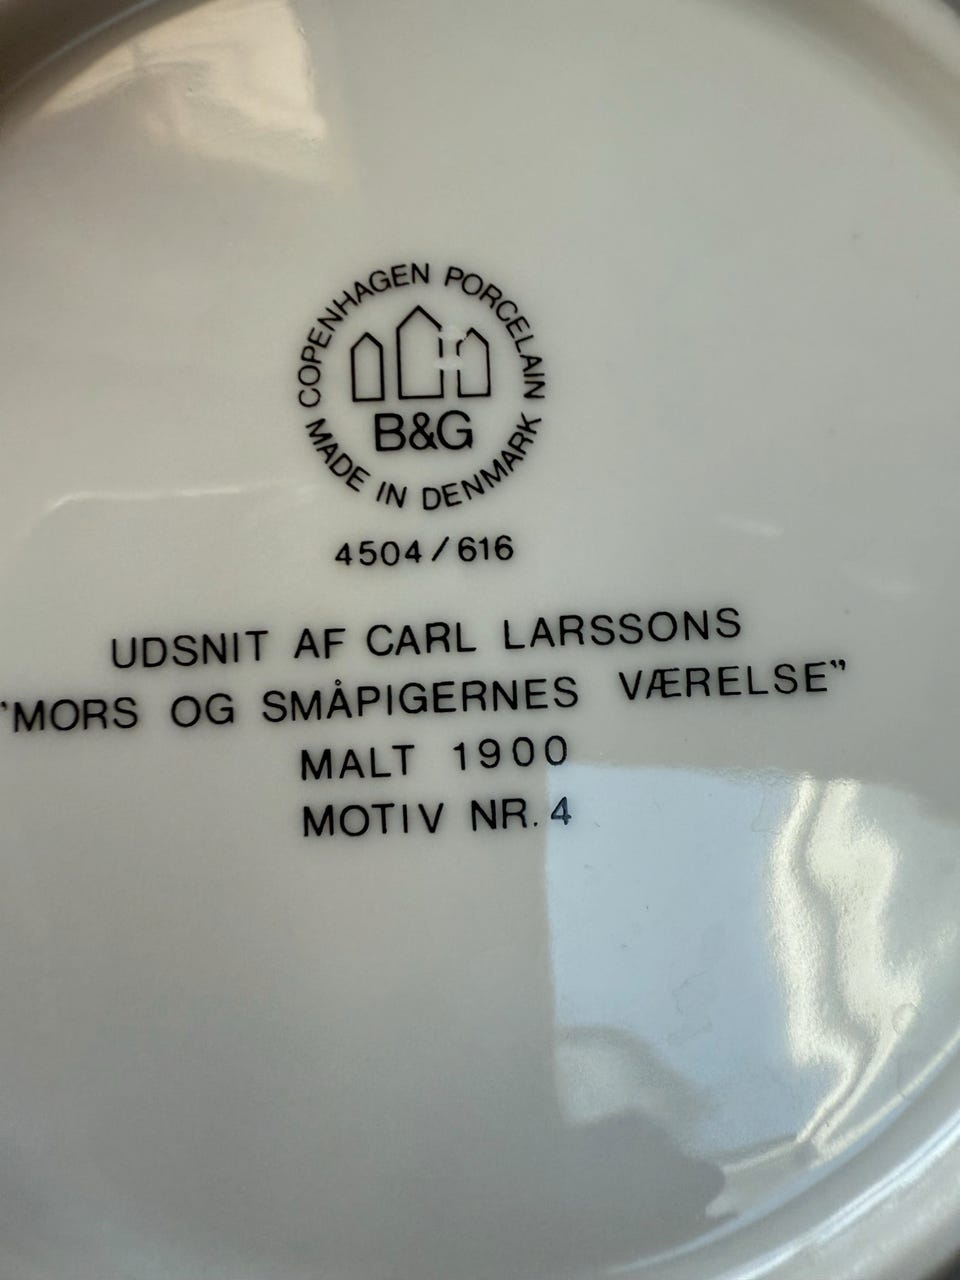 COPENHAGEN PORCELAIN
B&G
MADE IN DENMARK
4504/616
UDSNIT AF CARL LARSSONS
"MORS OG SMÅPIGERNES VÆRELSE"
MALT 1900
MOTIV NR. 4